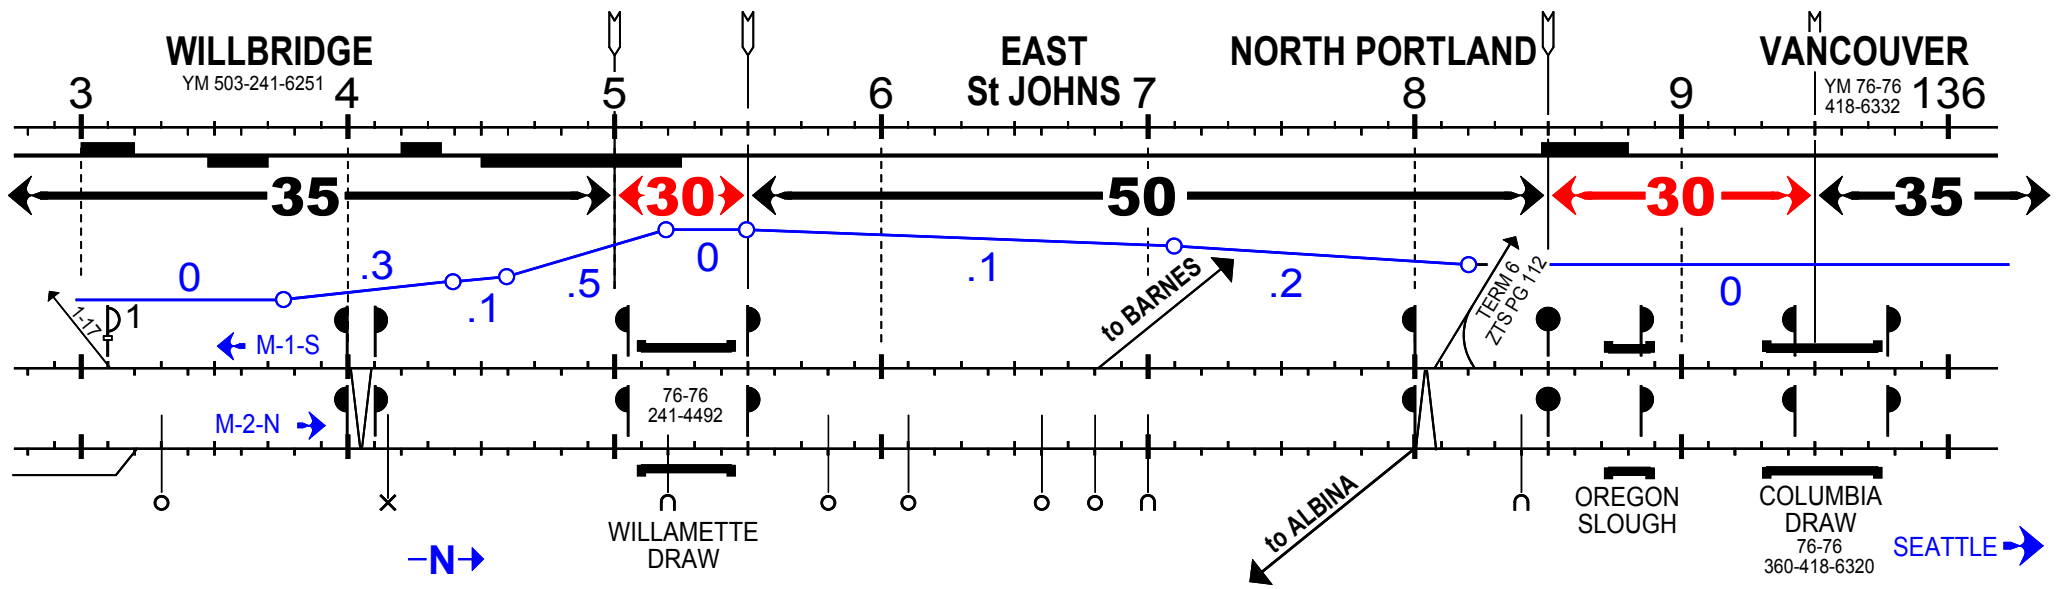 WILLBRIDGE
YM 503-241-6251
EAST
St JOHNS
NORTH PORTLAND
VANCOUVER
YM 76-76
418-6332
3 4 5 6 7 8 9 136
35 30 50 30 35
0 .3 .1 .5 0 .1 .2 0
1-17
1
M-1-S
M-2-N
76-76
241-4492
to BARNES
TERM 6
ZTS PG 112
to ALBINA
WILLAMETTE
DRAW
OREGON
SLOUGH
COLUMBIA
DRAW
76-76
360-418-6320
N
SEATTLE